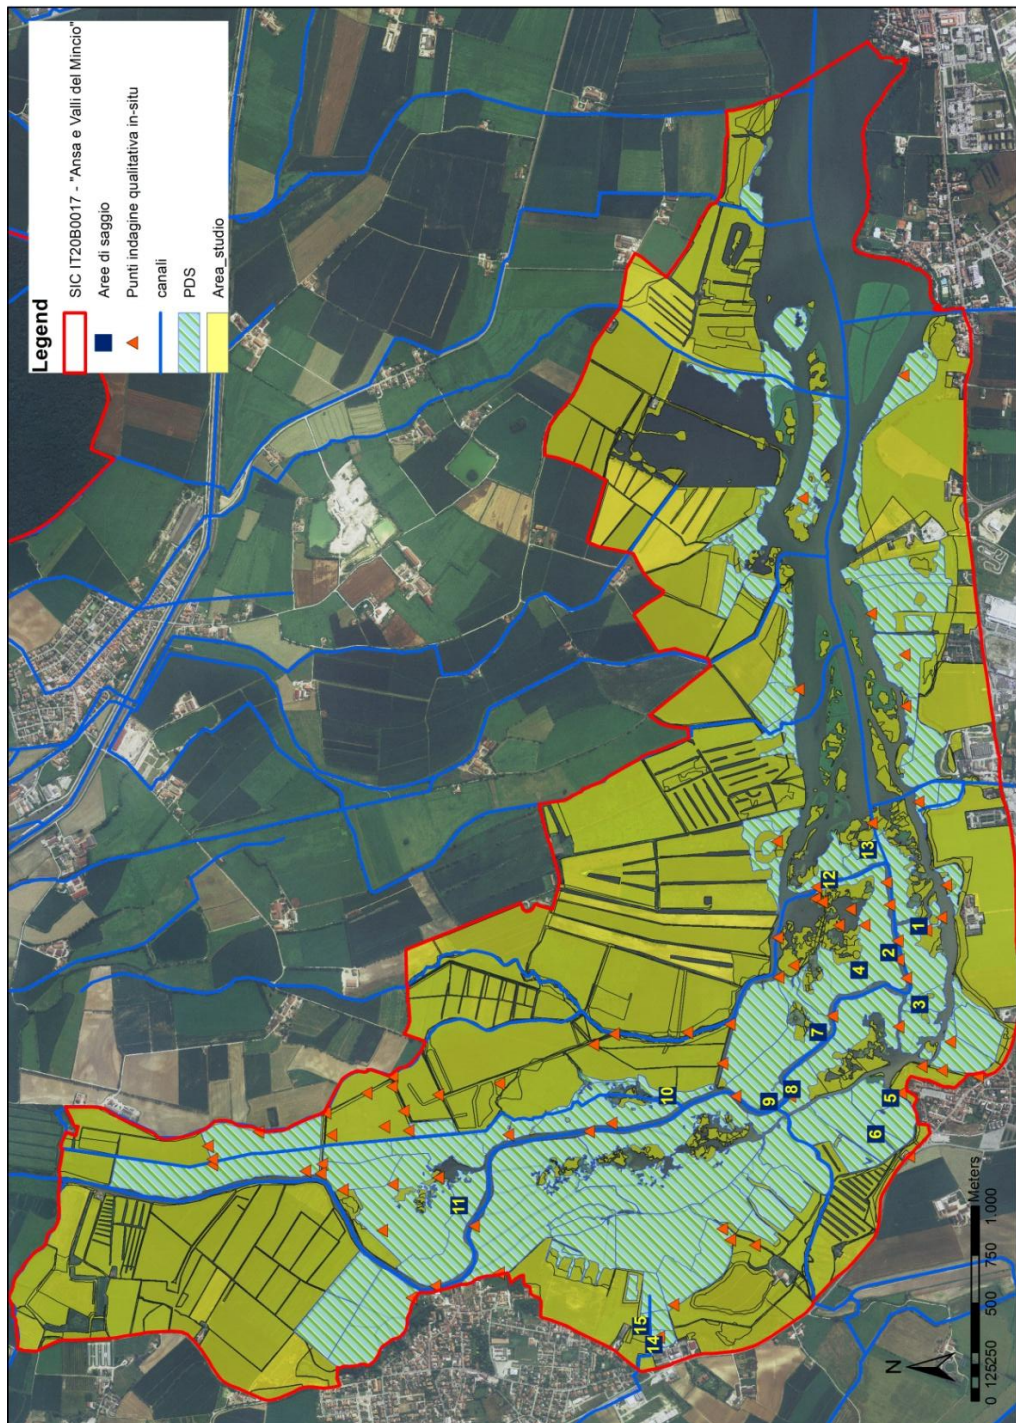 Legend
SIC IT20B0017 - "Ansa e Valli del Mincio"
Aree di saggio
Punti indagine qualitativa in-situ
canali
PDS
Area_studio
12
13
1
2
4
3
7
8
9
10
5
6
11
15
14
N
0 125250 500 750 1.000
Meters